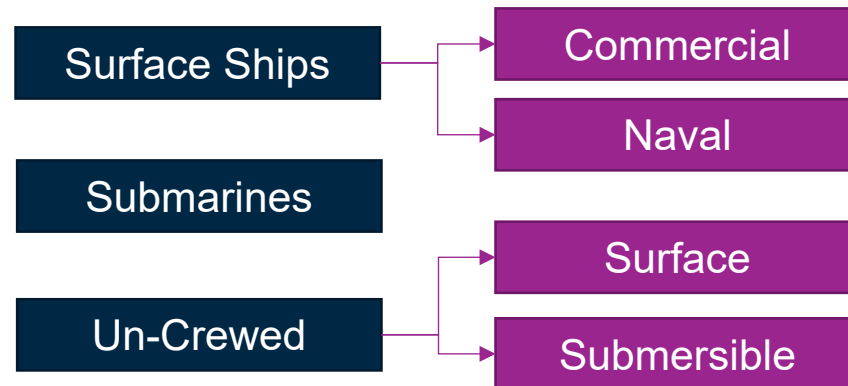 Surface Ships
Commercial
Naval
Submarines
Un-Crewed
Surface
Submersible